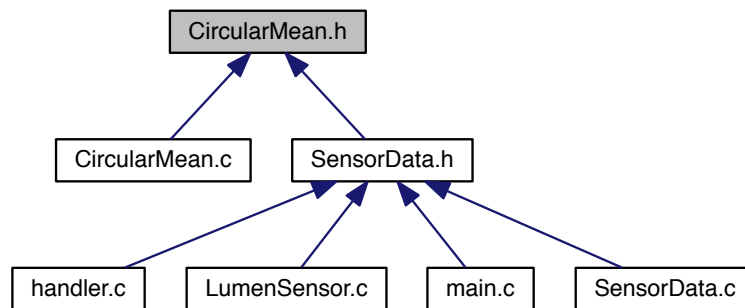 CircularMean.h
CircularMean.c
SensorData.h
handler.c
LumenSensor.c
main.c
SensorData.c